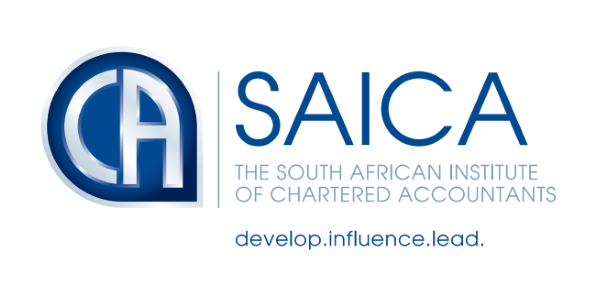 CA
SAICA
THE SOUTH AFRICAN INSTITUTE
OF CHARTERED ACCOUNTANTS
develop.influence.lead.